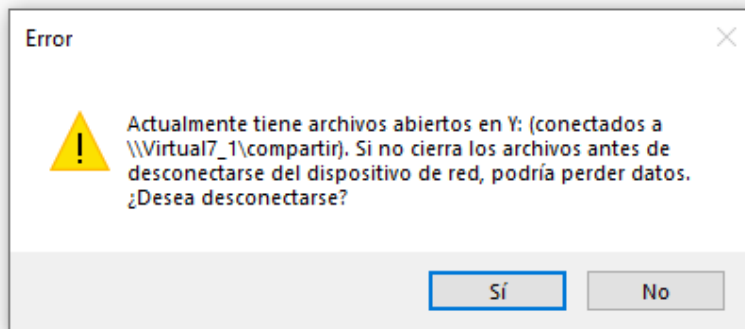 Error
Actualmente tiene archivos abiertos en Y: (conectados a
\\Virtual7_1\compartir). Si no cierra los archivos antes de
desconectarse del dispositivo de red, podría perder datos.
¿Desea desconectarse?
Sí
No